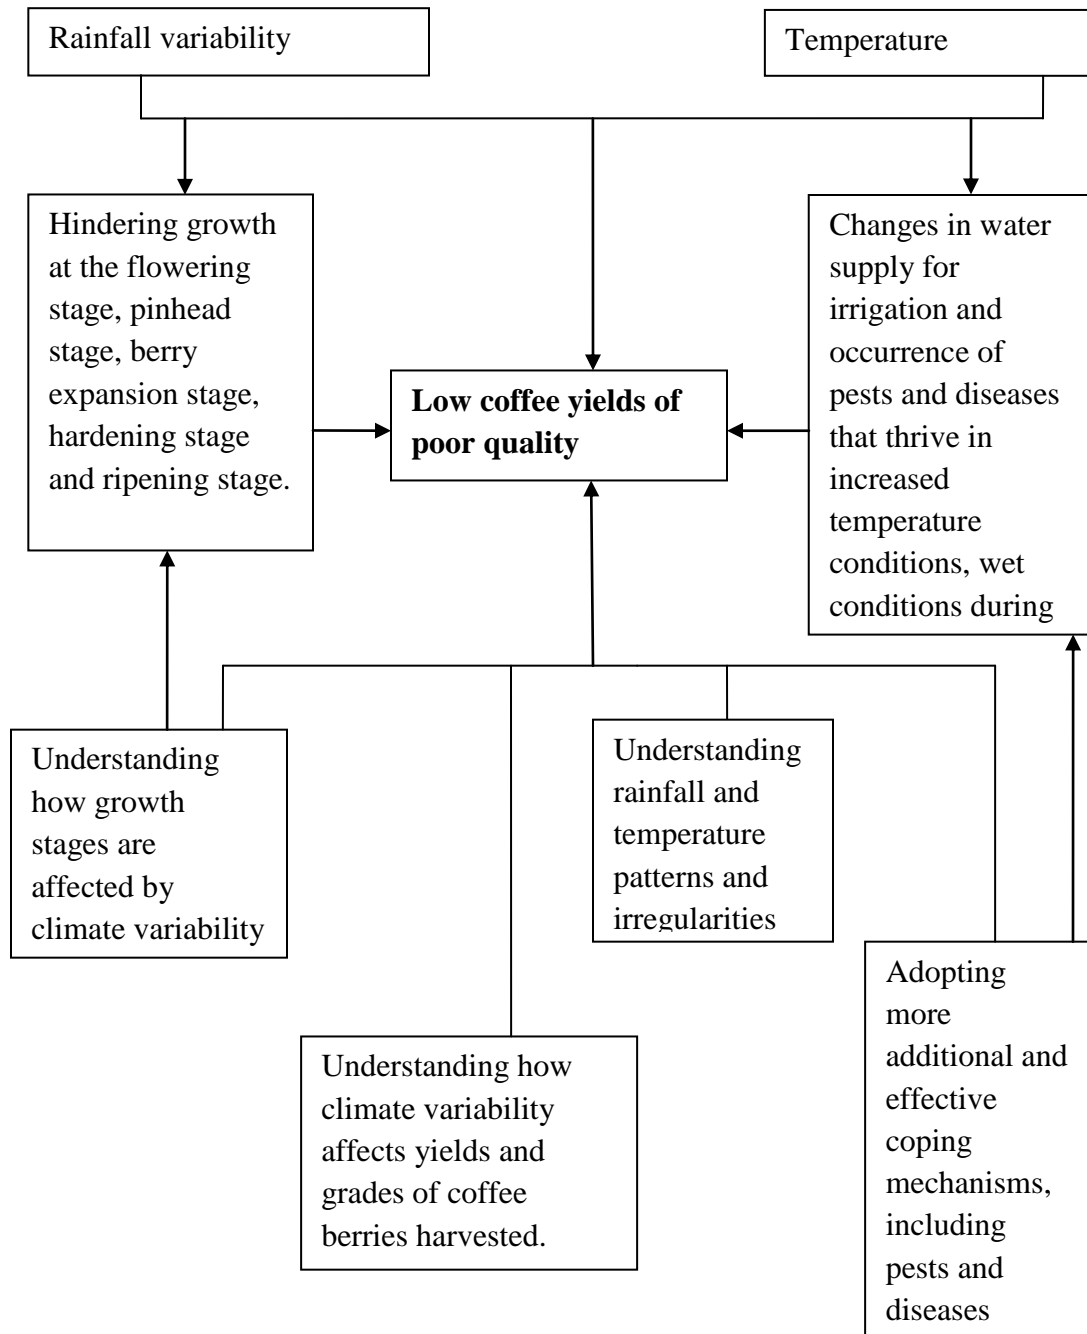 Rainfall variability
Temperature
Hindering growth
at the flowering
stage, pinhead
stage, berry
expansion stage,
hardening stage
and ripening stage.
Low coffee yields of
poor quality
Changes in water
supply for
irrigation and
occurrence of
pests and diseases
that thrive in
increased
temperature
conditions, wet
conditions during
Understanding
how growth
stages are
affected by
climate variability
Understanding how
climate variability
affects yields and
grades of coffee
berries harvested.
Understanding
rainfall and
temperature
patterns and
irregularities
Adopting
more
additional and
effective
coping
mechanisms,
including
pests and
diseases